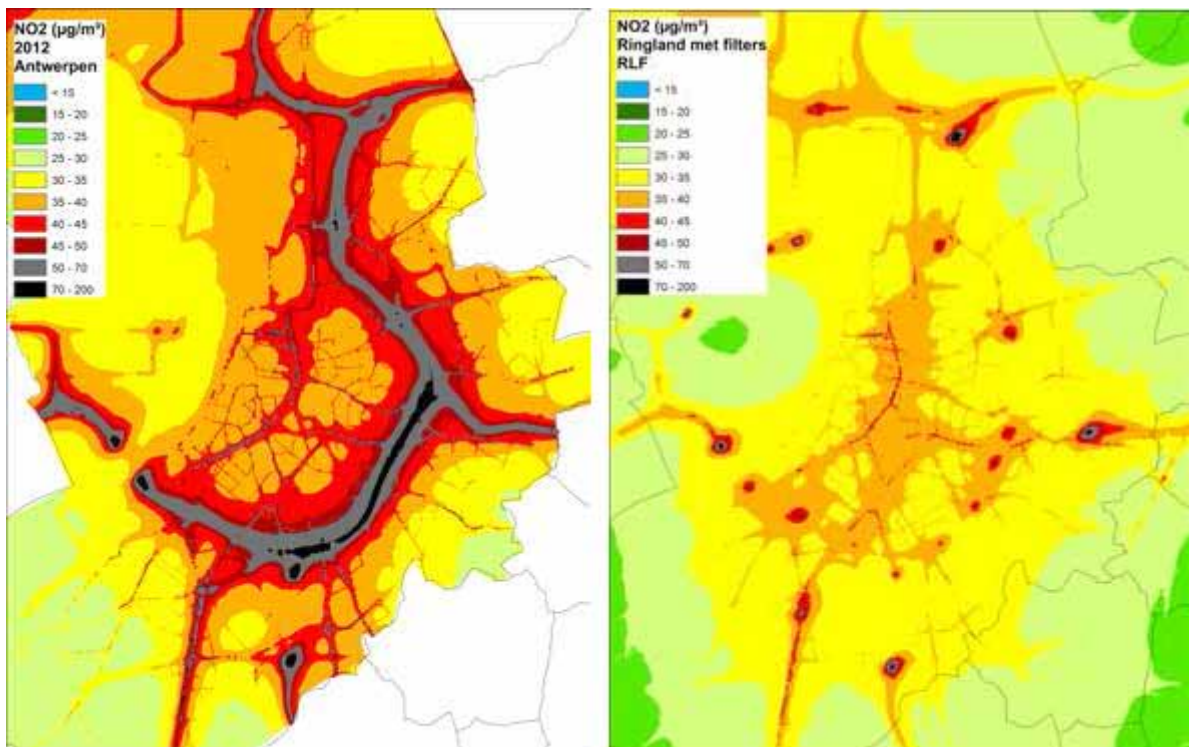 NO2 (µg/m³)
2012
Antwerpen
< 15
15 - 20
20 - 25
25 - 30
30 - 35
35 - 40
40 - 45
45 - 50
50 - 70
70 - 200
NO2 (µg/m³)
Ringland met filters
RLF
< 15
15 - 20
20 - 25
25 - 30
30 - 35
35 - 40
40 - 45
45 - 50
50 - 70
70 - 200